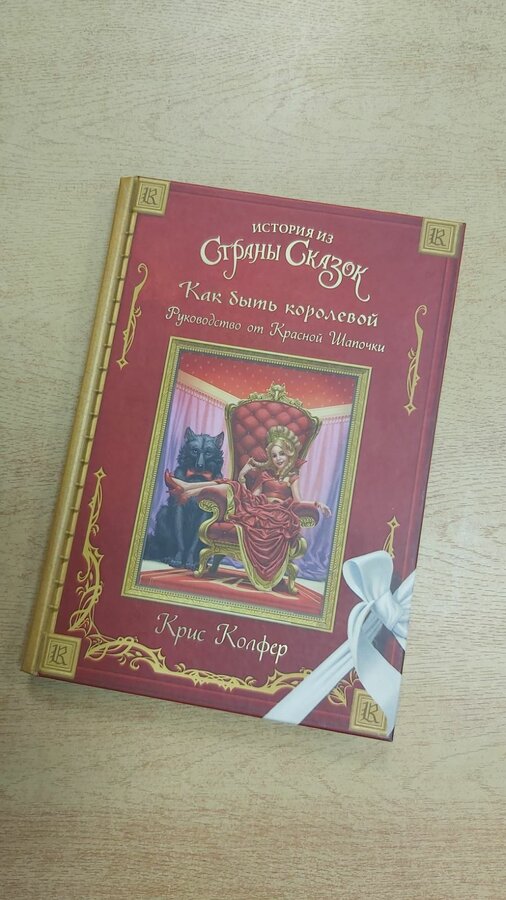 R
R
ИСТОРИЯ ИЗ
СТРАНЫ СКАЗОК
Как быть королевой
Руководство от Красной Шапочки
Крис Колфер
R
R